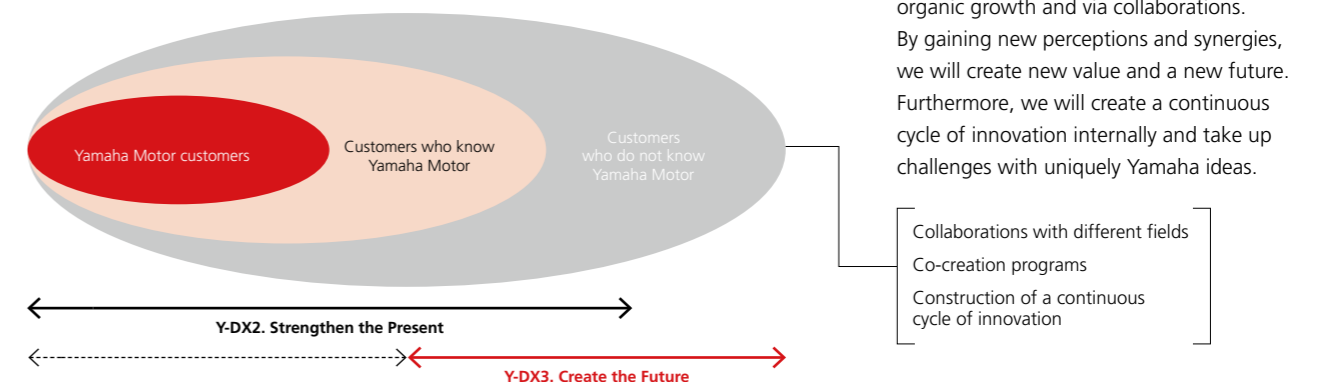 organic growth and via collaborations.
By gaining new perceptions and synergies,
we will create new value and a new future.
Furthermore, we will create a continuous
cycle of innovation internally and take up
challenges with uniquely Yamaha ideas.
Yamaha Motor customers
Customers who know
Yamaha Motor
Customers
who do not know
Yamaha Motor
Collaborations with different fields
Co-creation programs
Construction of a continuous
cycle of innovation
Y-DX2. Strengthen the Present
Y-DX3. Create the Future